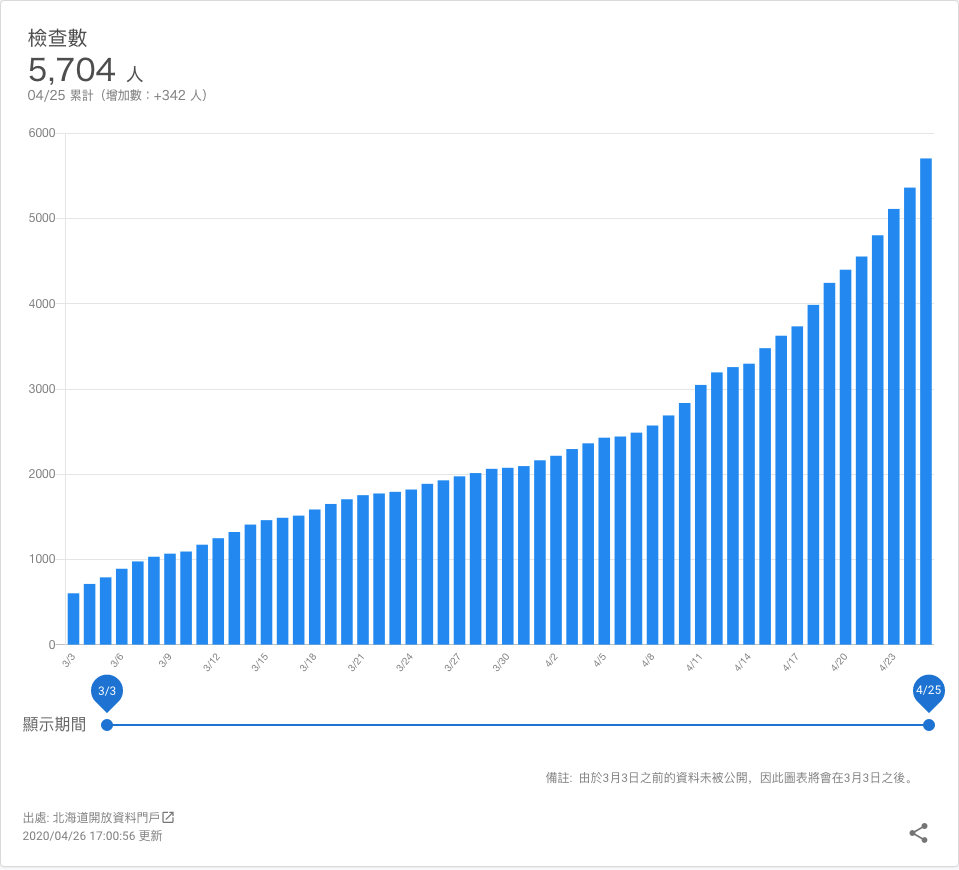 檢查數
5,704 人
04/25 累計（增加數：+342 人）
6000
5000
4000
3000
2000
1000
0
3/3 3/6 3/9 3/12 3/15 3/18 3/21 3/24 3/27 3/30 4/2 4/5 4/8 4/11 4/14 4/17 4/20 4/23
3/3 4/25
顯示期間
備註: 由於3月3日之前的資料未被公開，因此圖表將會在3月3日之後。
出處: 北海道開放資料門戶
2020/04/26 17:00:56 更新